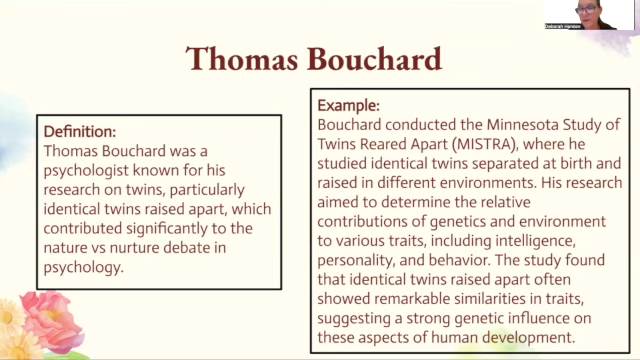 Deborah Hanson
Thomas Bouchard
Definition:
Thomas Bouchard was a
psychologist known for his
research on twins, particularly
identical twins raised apart, which
contributed significantly to the
nature vs nurture debate in
psychology.
Example:
Bouchard conducted the Minnesota Study of
Twins Reared Apart (MISTRA), where he
studied identical twins separated at birth and
raised in different environments. His research
aimed to determine the relative
contributions of genetics and environment
to various traits, including intelligence,
personality, and behavior. The study found
that identical twins raised apart often
showed remarkable similarities in traits,
suggesting a strong genetic influence on
these aspects of human development.